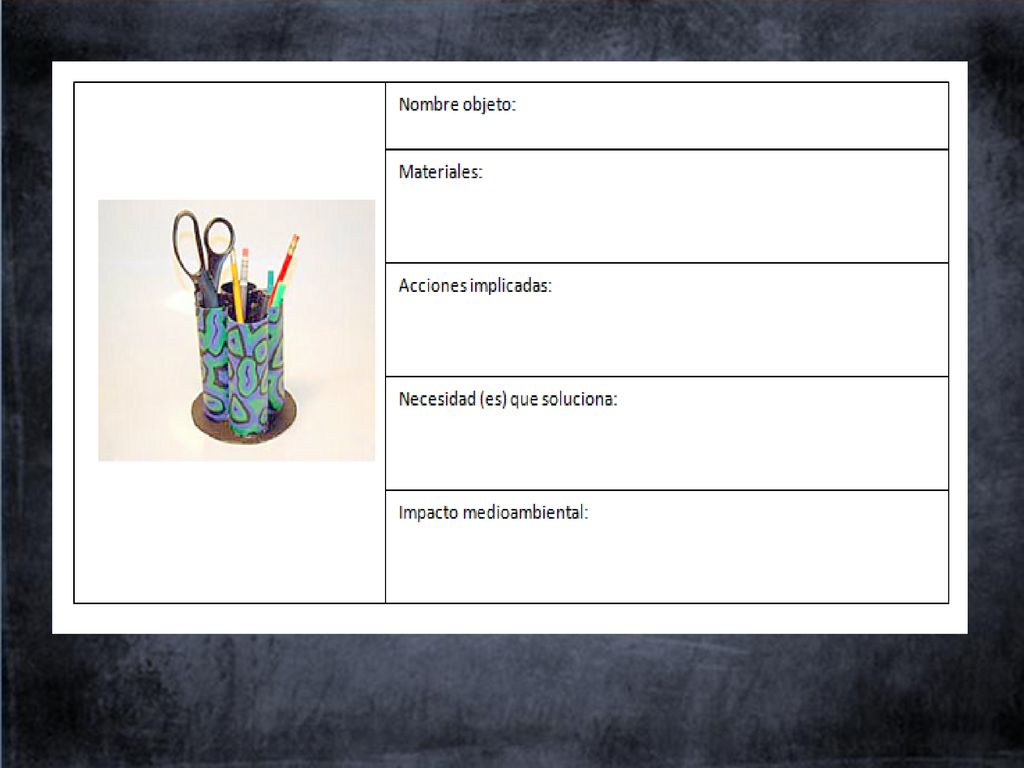 Nombre objeto:
Materiales:
Acciones implicadas:
Necesidad (es) que soluciona:
Impacto medioambiental: